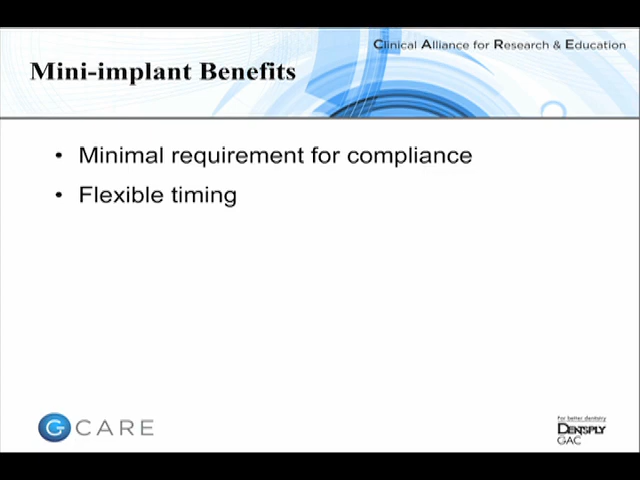 Clinical Alliance for Research & Education
Mini-implant Benefits
• Minimal requirement for compliance
• Flexible timing
G CARE
For better dentistry
DENTSPLY
GAC